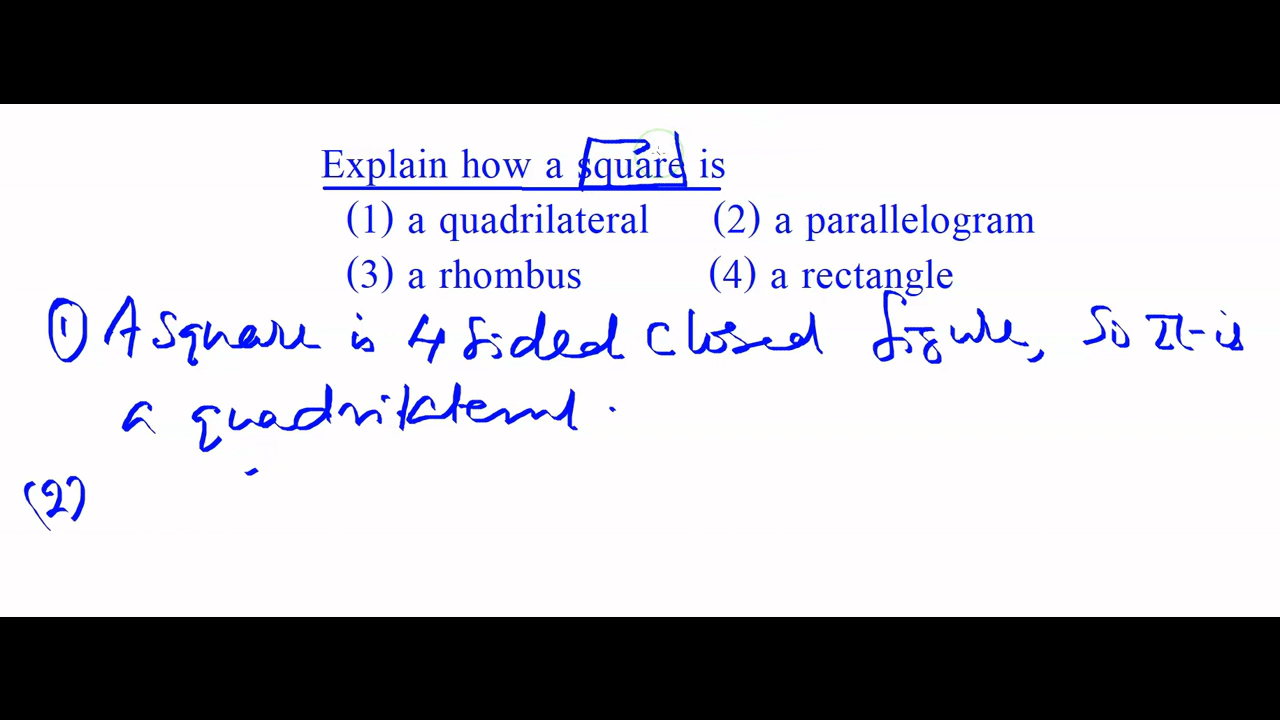 Explain how a square is
(1) a quadrilateral (2) a parallelogram
(3) a rhombus (4) a rectangle
① A square is 4 sided closed figure, So it is
a quadrilateral.
(2)